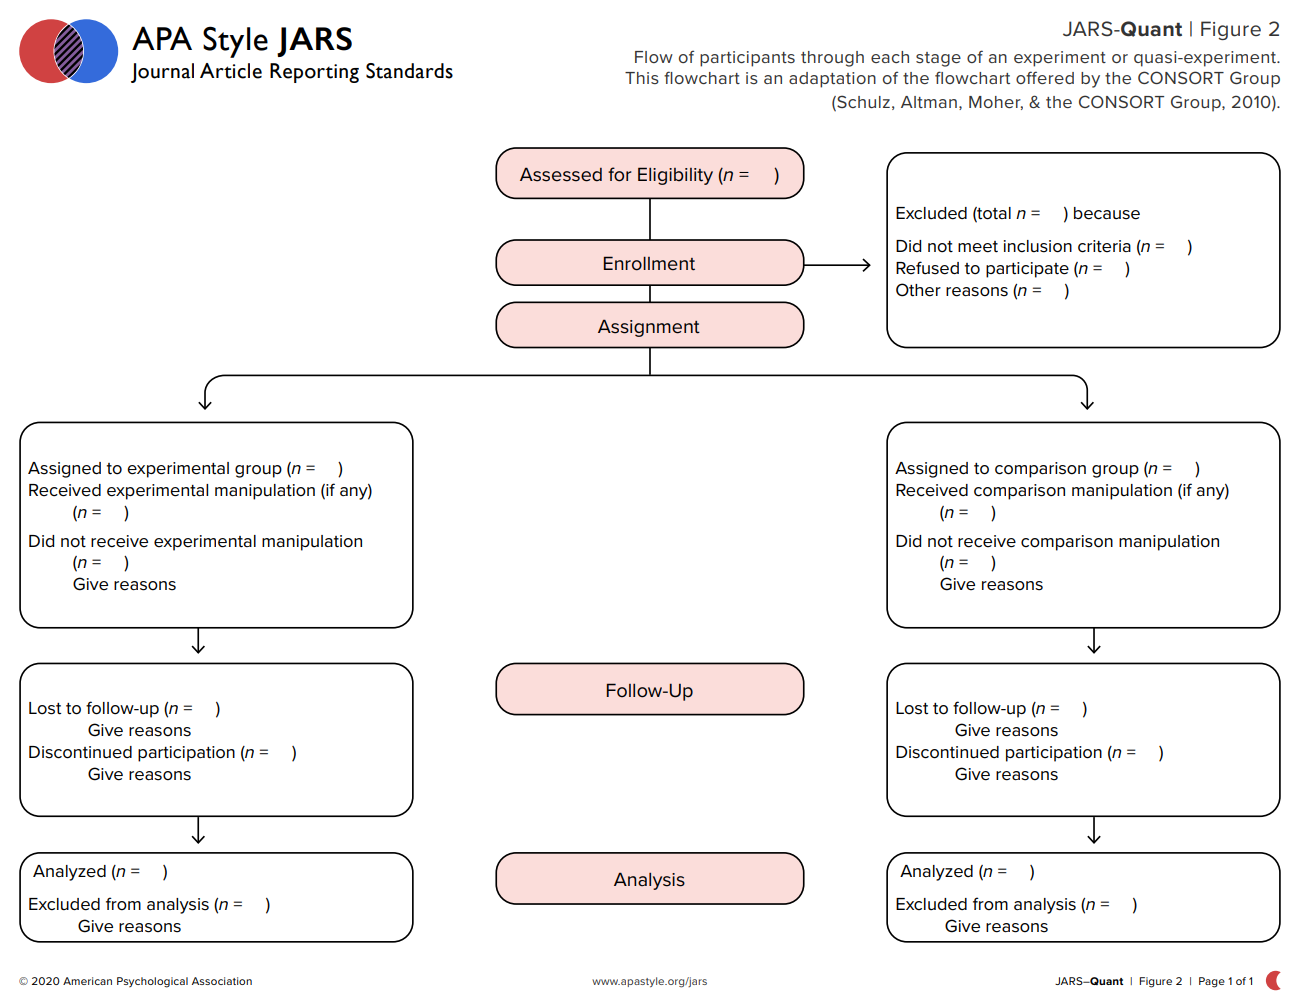 APA Style JARS
Journal Article Reporting Standards
JARS-Quant | Figure 2
Flow of participants through each stage of an experiment or quasi-experiment.
This flowchart is an adaptation of the flowchart offered by the CONSORT Group
(Schulz, Altman, Moher, & the CONSORT Group, 2010).
Assessed for Eligibility (n = )
Enrollment
Assignment
Excluded (total n = ) because
Did not meet inclusion criteria (n = )
Refused to participate (n = )
Other reasons (n = )
Assigned to experimental group (n = )
Received experimental manipulation (if any)
(n = )
Did not receive experimental manipulation
(n = )
Give reasons
Assigned to comparison group (n = )
Received comparison manipulation (if any)
(n = )
Did not receive comparison manipulation
(n = )
Give reasons
Lost to follow-up (n = )
Give reasons
Discontinued participation (n = )
Give reasons
Follow-Up
Lost to follow-up (n = )
Give reasons
Discontinued participation (n = )
Give reasons
Analyzed (n = )
Excluded from analysis (n = )
Give reasons
Analysis
Analyzed (n = )
Excluded from analysis (n = )
Give reasons
© 2020 American Psychological Association
www.apastyle.org/jars
JARS–Quant | Figure 2 | Page 1 of 1